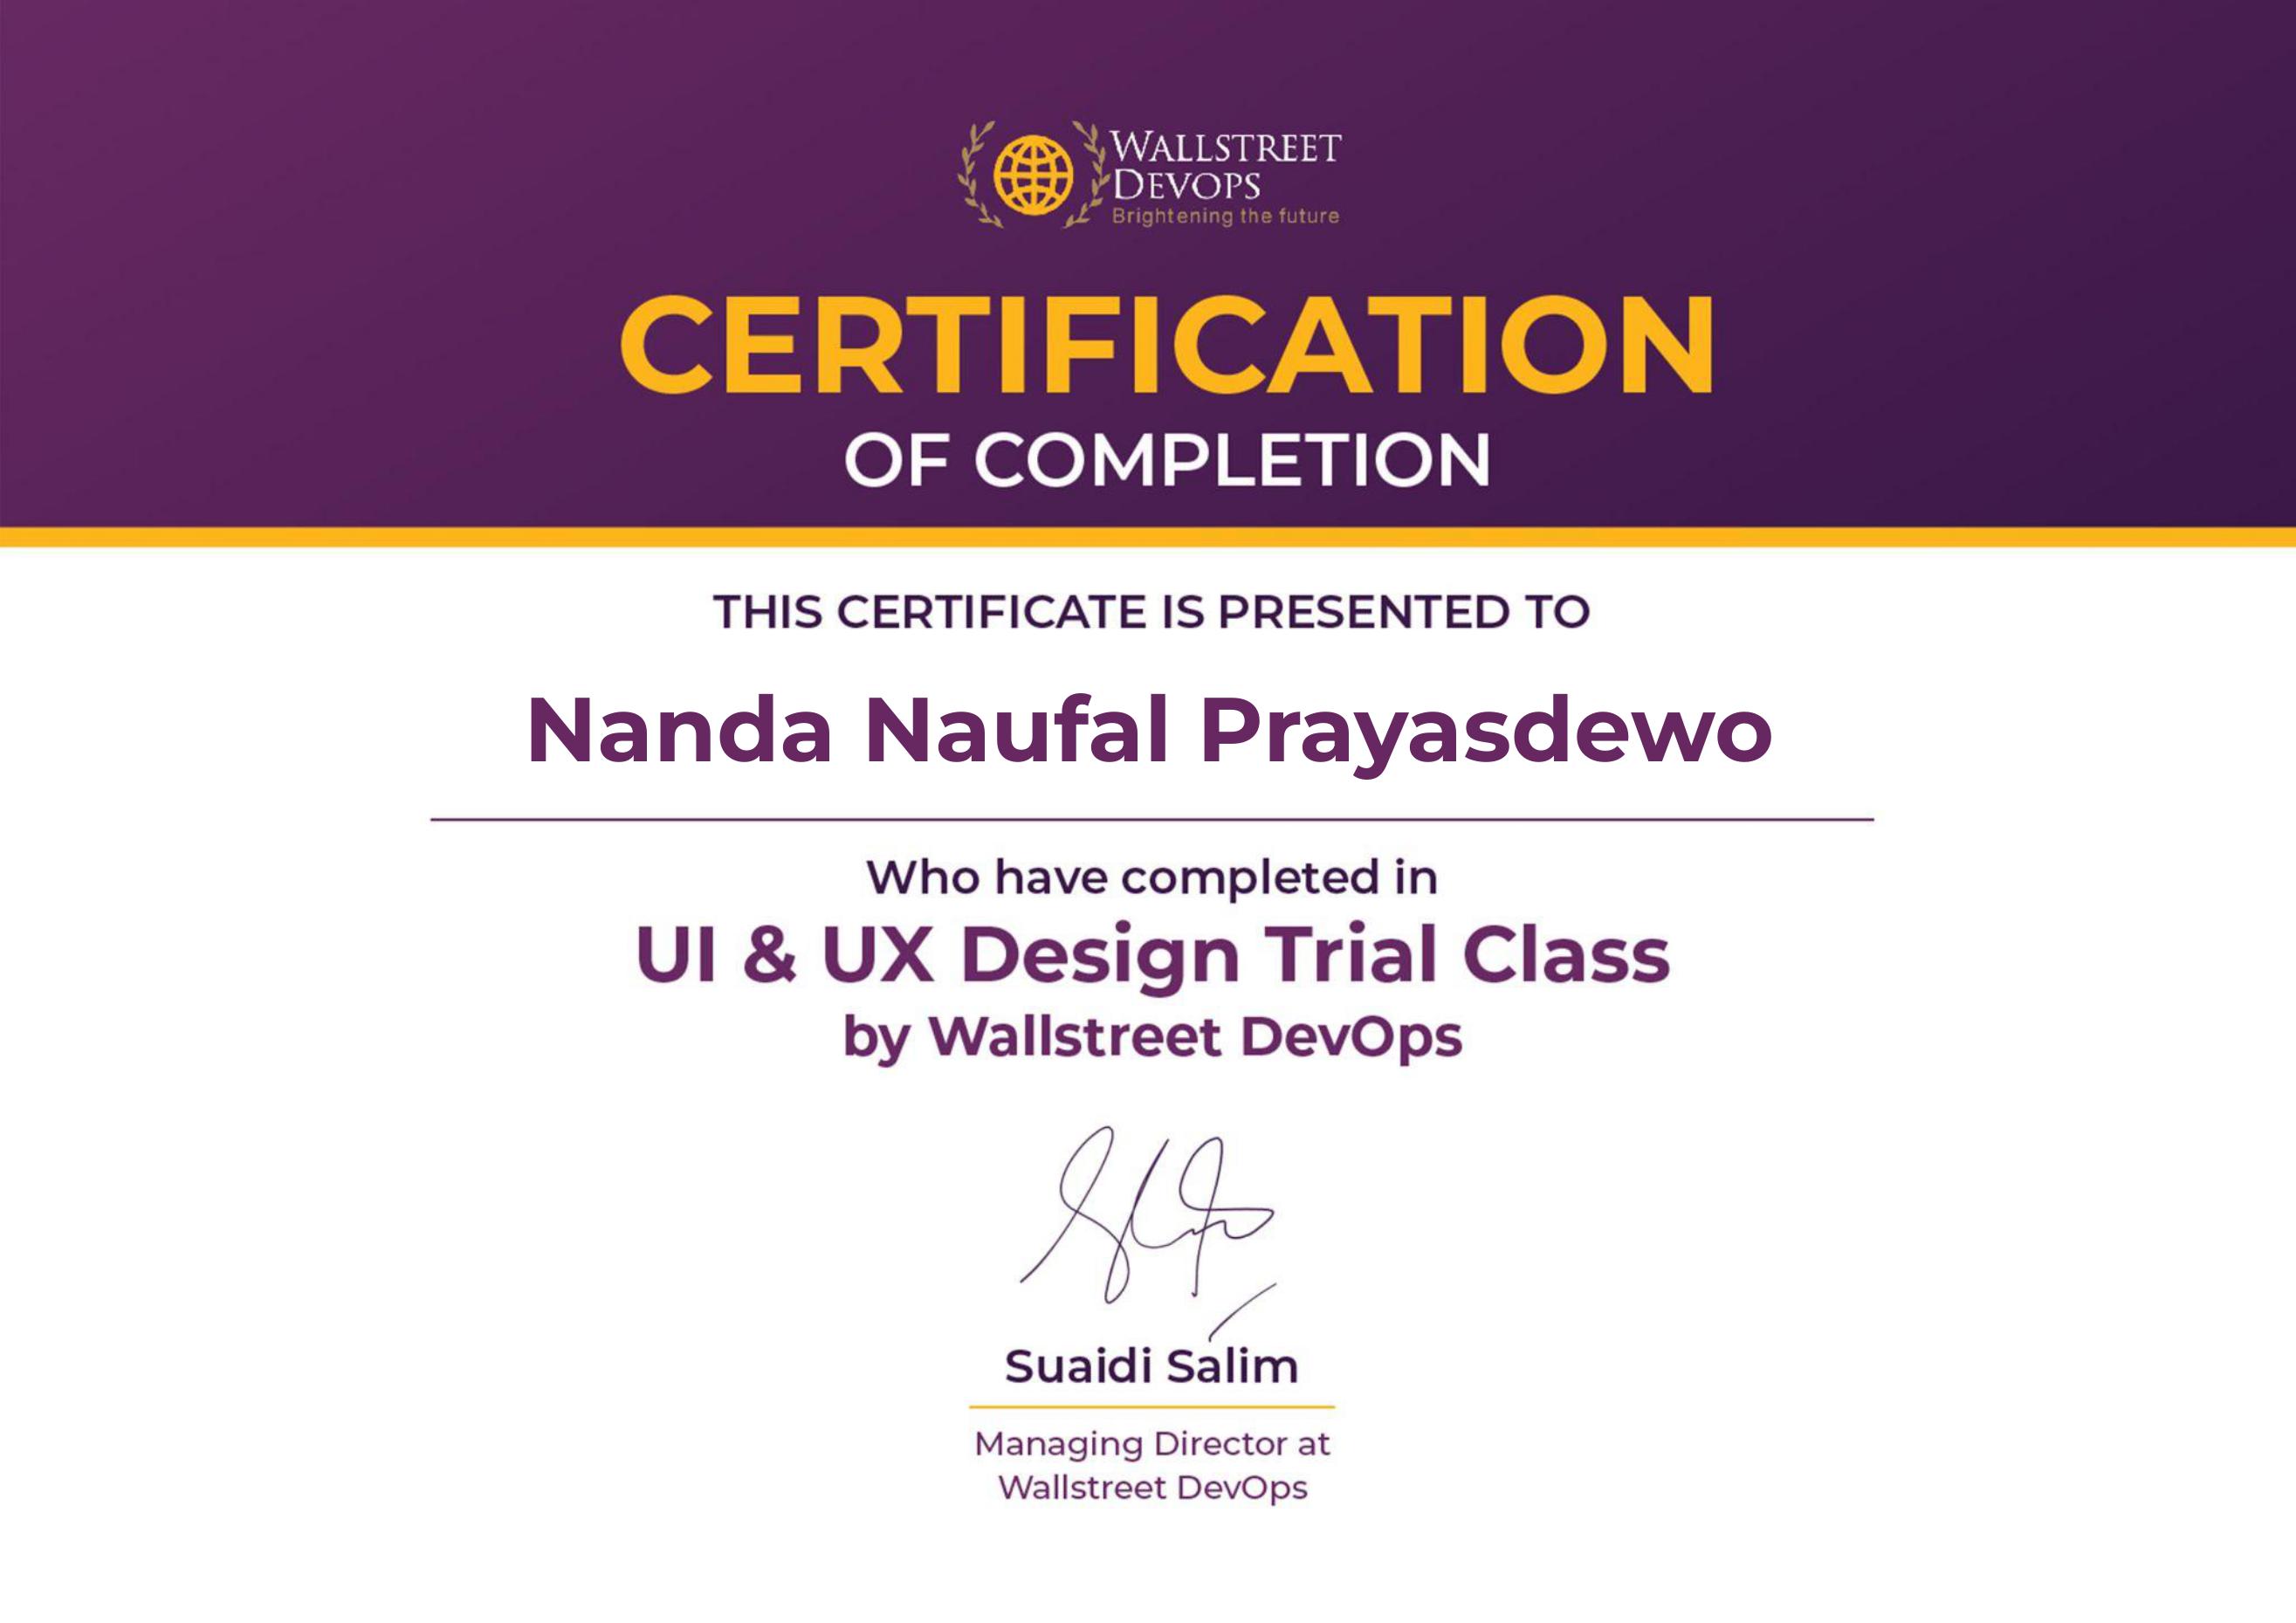 WALLSTREET
DEVOPS
Brightening the future
CERTIFICATION
OF COMPLETION
THIS CERTIFICATE IS PRESENTED TO
Nanda Naufal Prayasdewo
Who have completed in
UI & UX Design Trial Class
by Wallstreet DevOps
Suaidi Salim
Managing Director at
Wallstreet DevOps